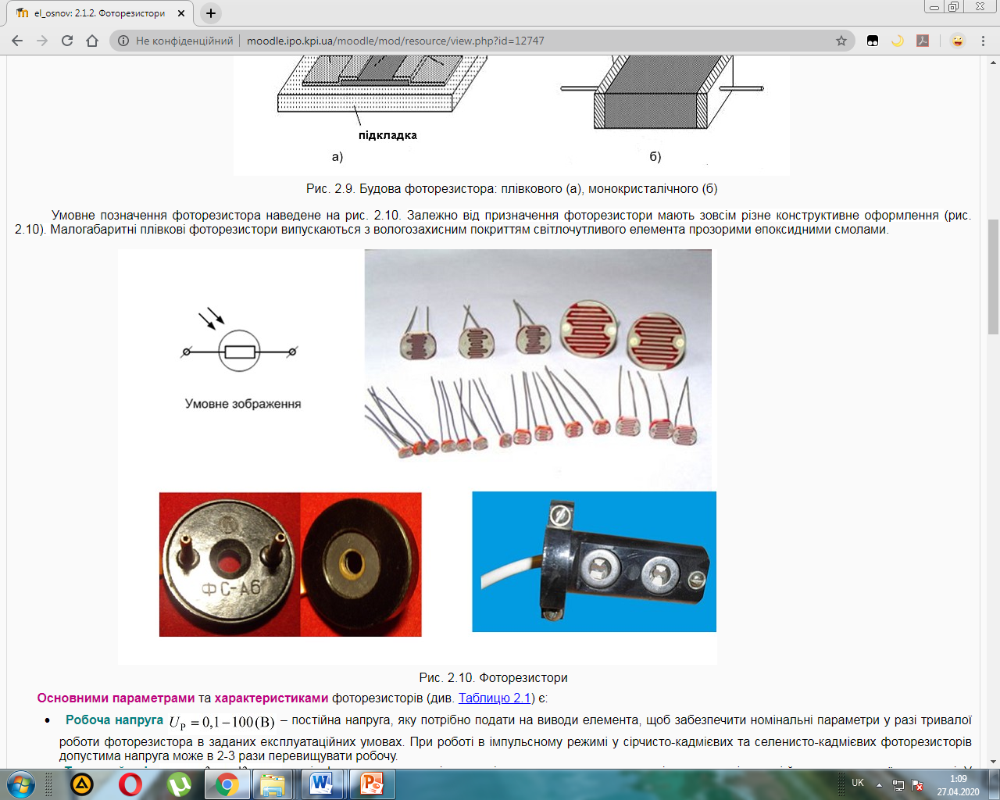 el_osnov: 2.1.2. Фоторезистори
Не конфіденційний
moodle.ipo.kpi.ua/moodle/mod/resource/view.php?id=12747
підкладка
а)
б)
Рис. 2.9. Будова фоторезистора: плівкового (а), монокристалічного (б)
Умовне позначення фоторезистора наведене на рис. 2.10. Залежно від призначення фоторезистори мають зовсім різне конструктивне оформлення (рис.
2.10). Малогабаритні плівкові фоторезистори випускаються з вологозахисним покриттям світлочутливого елемента прозорими епоксидними смолами.
Умовне зображення
ФС-А6
Рис. 2.10. Фоторезистори
Основними параметрами та характеристиками фоторезисторів (див. Таблицю 2.1) є:
• Робоча напруга U_P = 0,1−100 (В) – постійна напруга, яку потрібно подати на виводи елемента, щоб забезпечити номінальні параметри у разі тривалої
роботи фоторезистора в заданих експлуатаційних умовах. При роботі в імпульсному режимі у сірчисто-кадмієвих та селенисто-кадмієвих фоторезисторів
допустима напруга може в 2-3 рази перевищувати робочу.
UK
1:09
27.04.2020